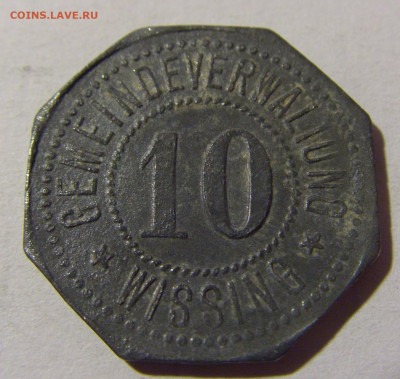 COINS.LAVE.RU
GEMEINDEVERWALTUNG
10
* WISSING *